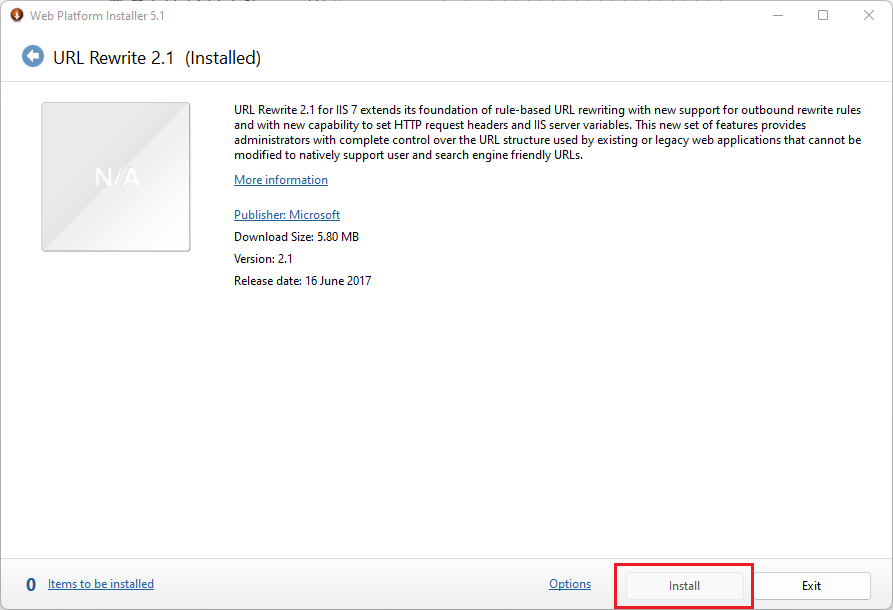 Web Platform Installer 5.1
URL Rewrite 2.1 (Installed)
N/A
URL Rewrite 2.1 for IIS 7 extends its foundation of rule-based URL rewriting with new support for outbound rewrite rules
and with new capability to set HTTP request headers and IIS server variables. This new set of features provides
administrators with complete control over the URL structure used by existing or legacy web applications that cannot be
modified to natively support user and search engine friendly URLs.
More information
Publisher: Microsoft
Download Size: 5.80 MB
Version: 2.1
Release date: 16 June 2017
0 Items to be installed
Options
Install
Exit